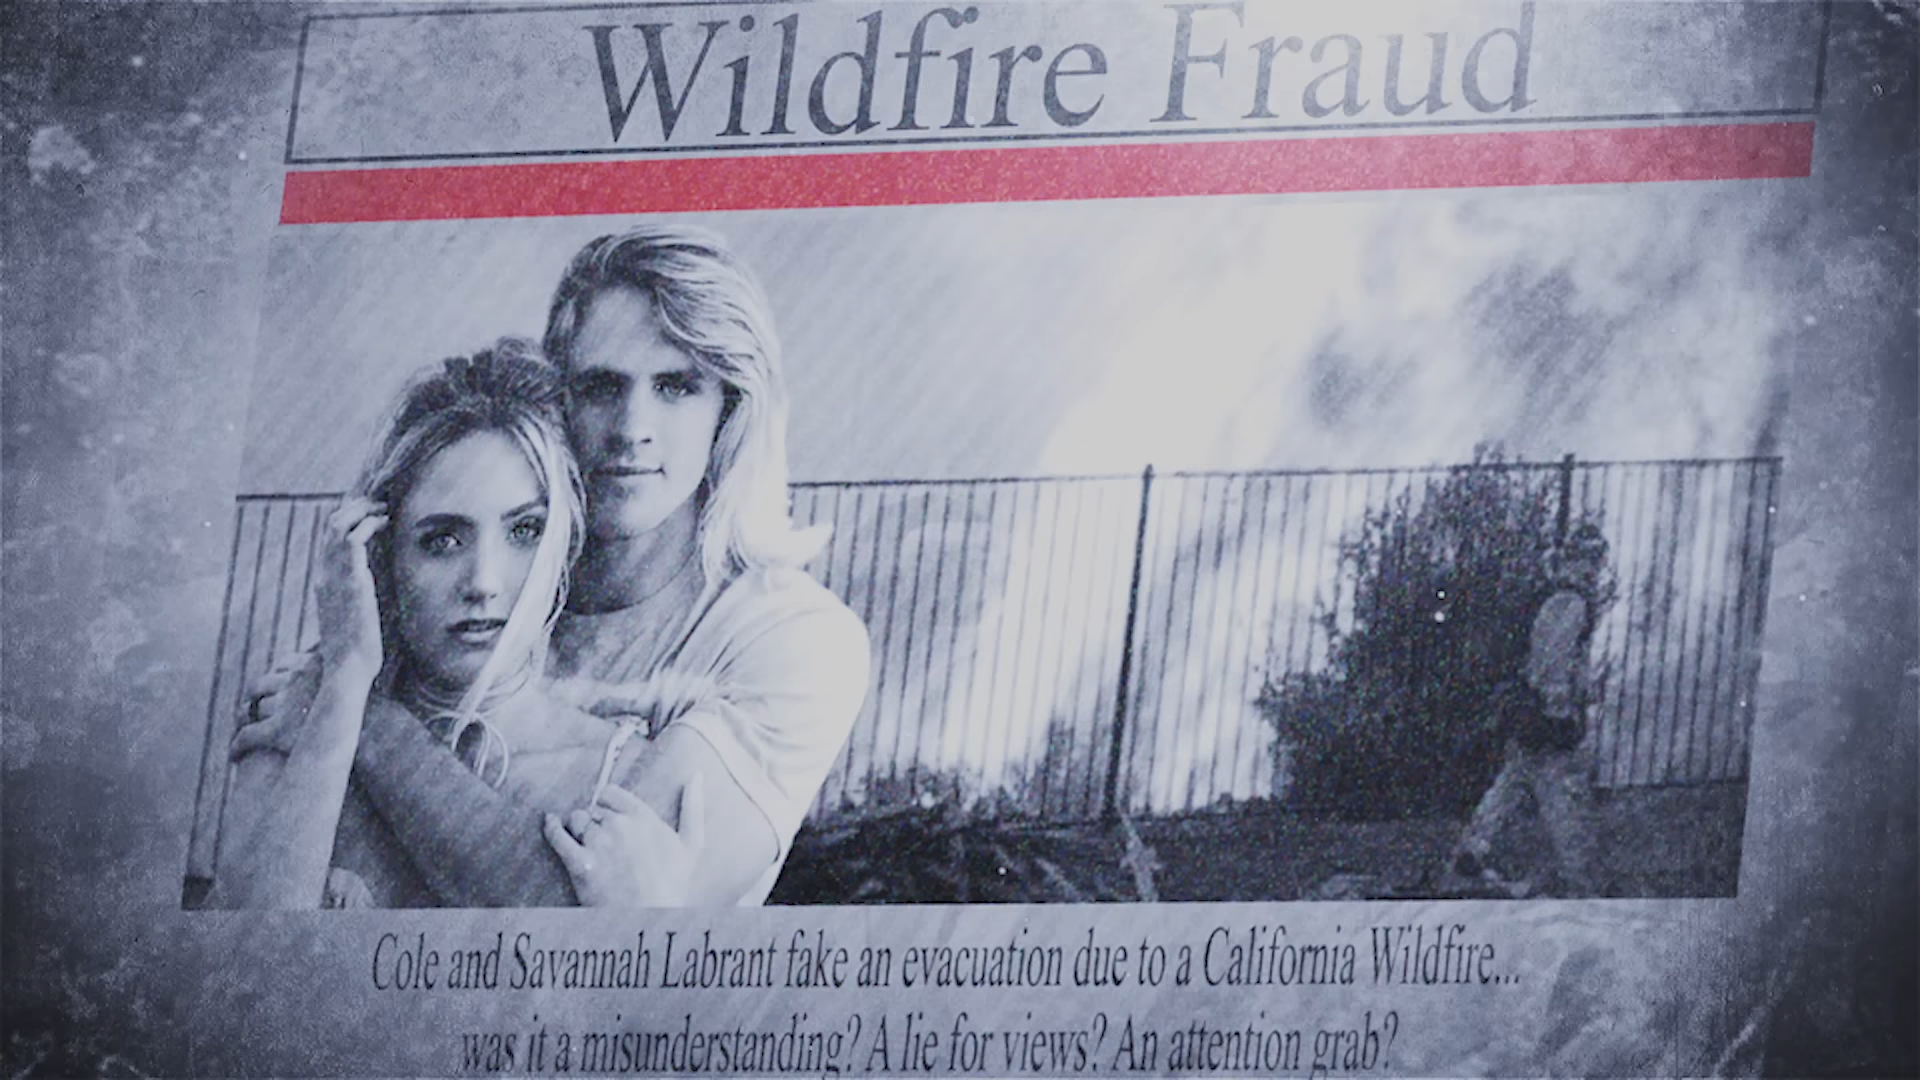 Wildfire Fraud
Cole and Savannah Labrant fake an evacuation due to a California Wildfire...
was it a misunderstanding? A lie for views? An attention grab?